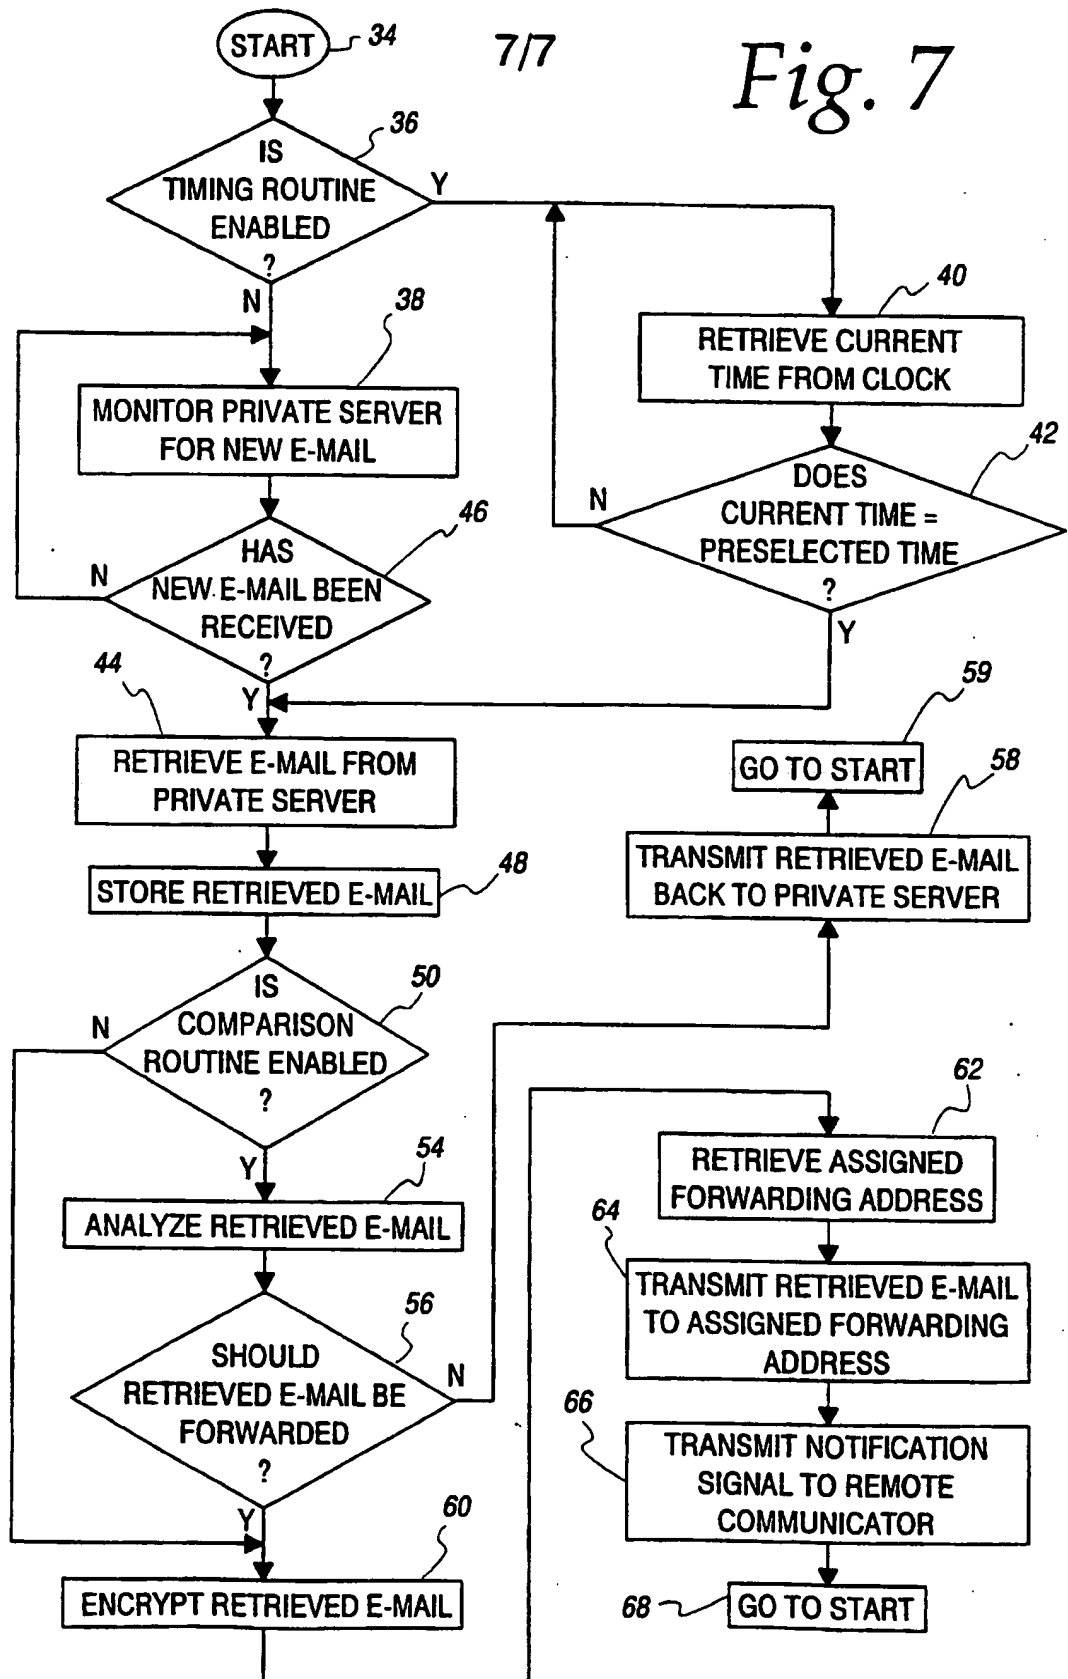 START
34
7/7
Fig. 7
36
IS
TIMING ROUTINE
ENABLED
?
Y
N
38
MONITOR PRIVATE SERVER
FOR NEW E-MAIL
46
HAS
NEW E-MAIL BEEN
RECEIVED
?
N
Y
40
RETRIEVE CURRENT
TIME FROM CLOCK
42
DOES
CURRENT TIME =
PRESELECTED TIME
?
N
Y
44
RETRIEVE E-MAIL FROM
PRIVATE SERVER
STORE RETRIEVED E-MAIL
48
IS
COMPARISON
ROUTINE ENABLED
?
50
N
Y
54
ANALYZE RETRIEVED E-MAIL
56
SHOULD
RETRIEVED E-MAIL BE
FORWARDED
?
N
Y
60
ENCRYPT RETRIEVED E-MAIL
59
GO TO START
58
TRANSMIT RETRIEVED E-MAIL
BACK TO PRIVATE SERVER
62
RETRIEVE ASSIGNED
FORWARDING ADDRESS
64
TRANSMIT RETRIEVED E-MAIL
TO ASSIGNED FORWARDING
ADDRESS
66
TRANSMIT NOTIFICATION
SIGNAL TO REMOTE
COMMUNICATOR
68
GO TO START